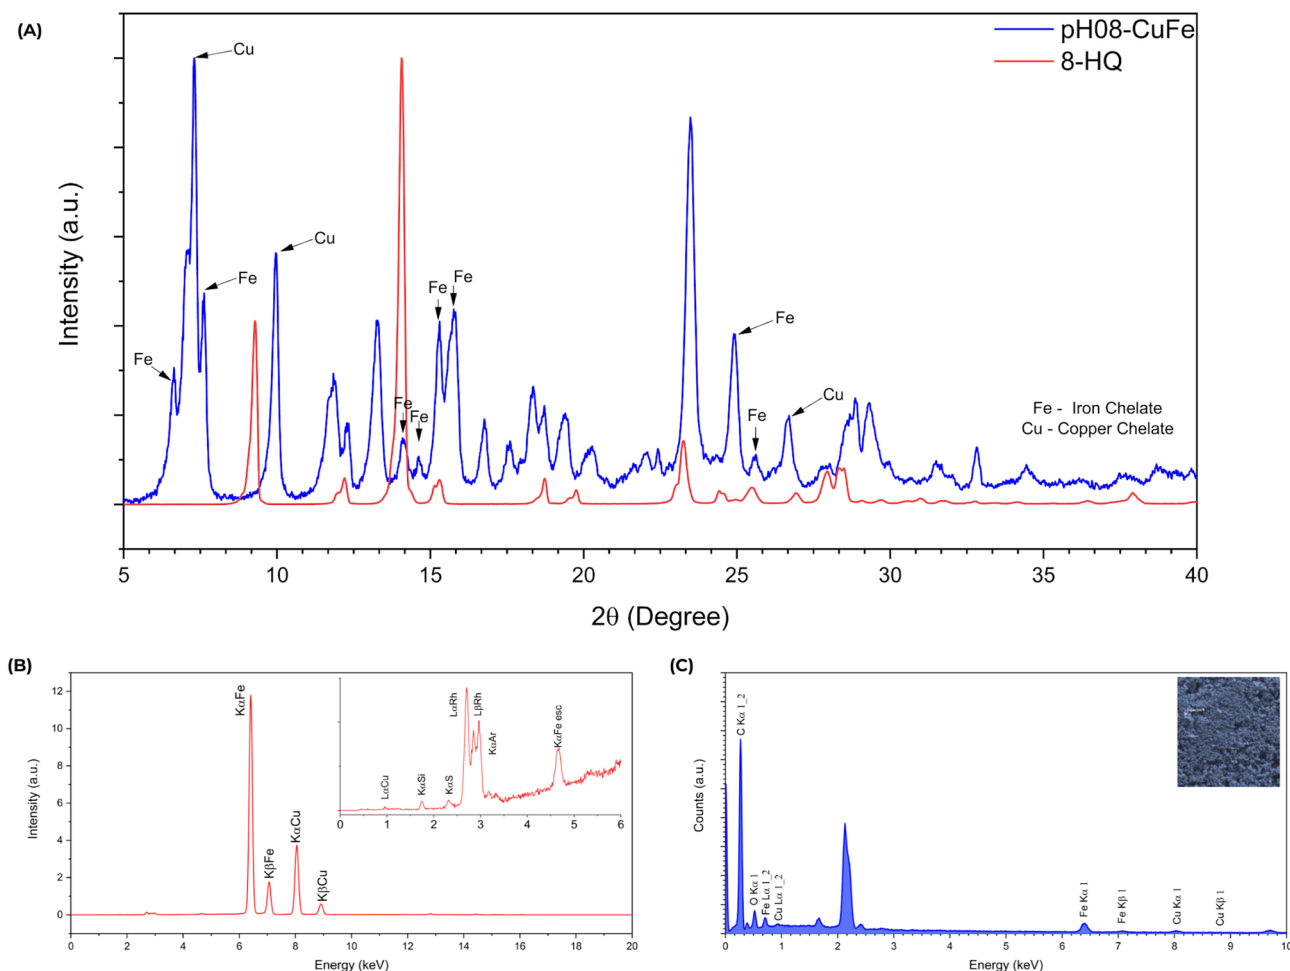 (A)
pH08-CuFe
8-HQ
Cu
Fe
Fe
Cu
Fe
Fe
Fe
Fe
Fe
Fe
Cu
Fe - Iron Chelate
Cu - Copper Chelate
Intensity (a.u.)
5 10 15 20 25 30 35 40
2θ (Degree)
(B)
12
10
8
6
4
2
0
Intensity (a.u.)
KαFe
KβFe
KαCu
KβCu
LαCu
KαSi
KαS
LαRh
LβRh
KαAr
KαFe esc
0 1 2 3 4 5 6
0 2 4 6 8 10 12 14 16 18 20
Energy (keV)
(C)
Counts (a.u.)
C Kα 1_2
O Kα 1
Fe Lα 1_2
Cu Lα 1_2
Fe Kα 1
Fe Kβ 1
Cu Kα 1
Cu Kβ 1
0 1 2 3 4 5 6 7 8 9 10
Energy (keV)